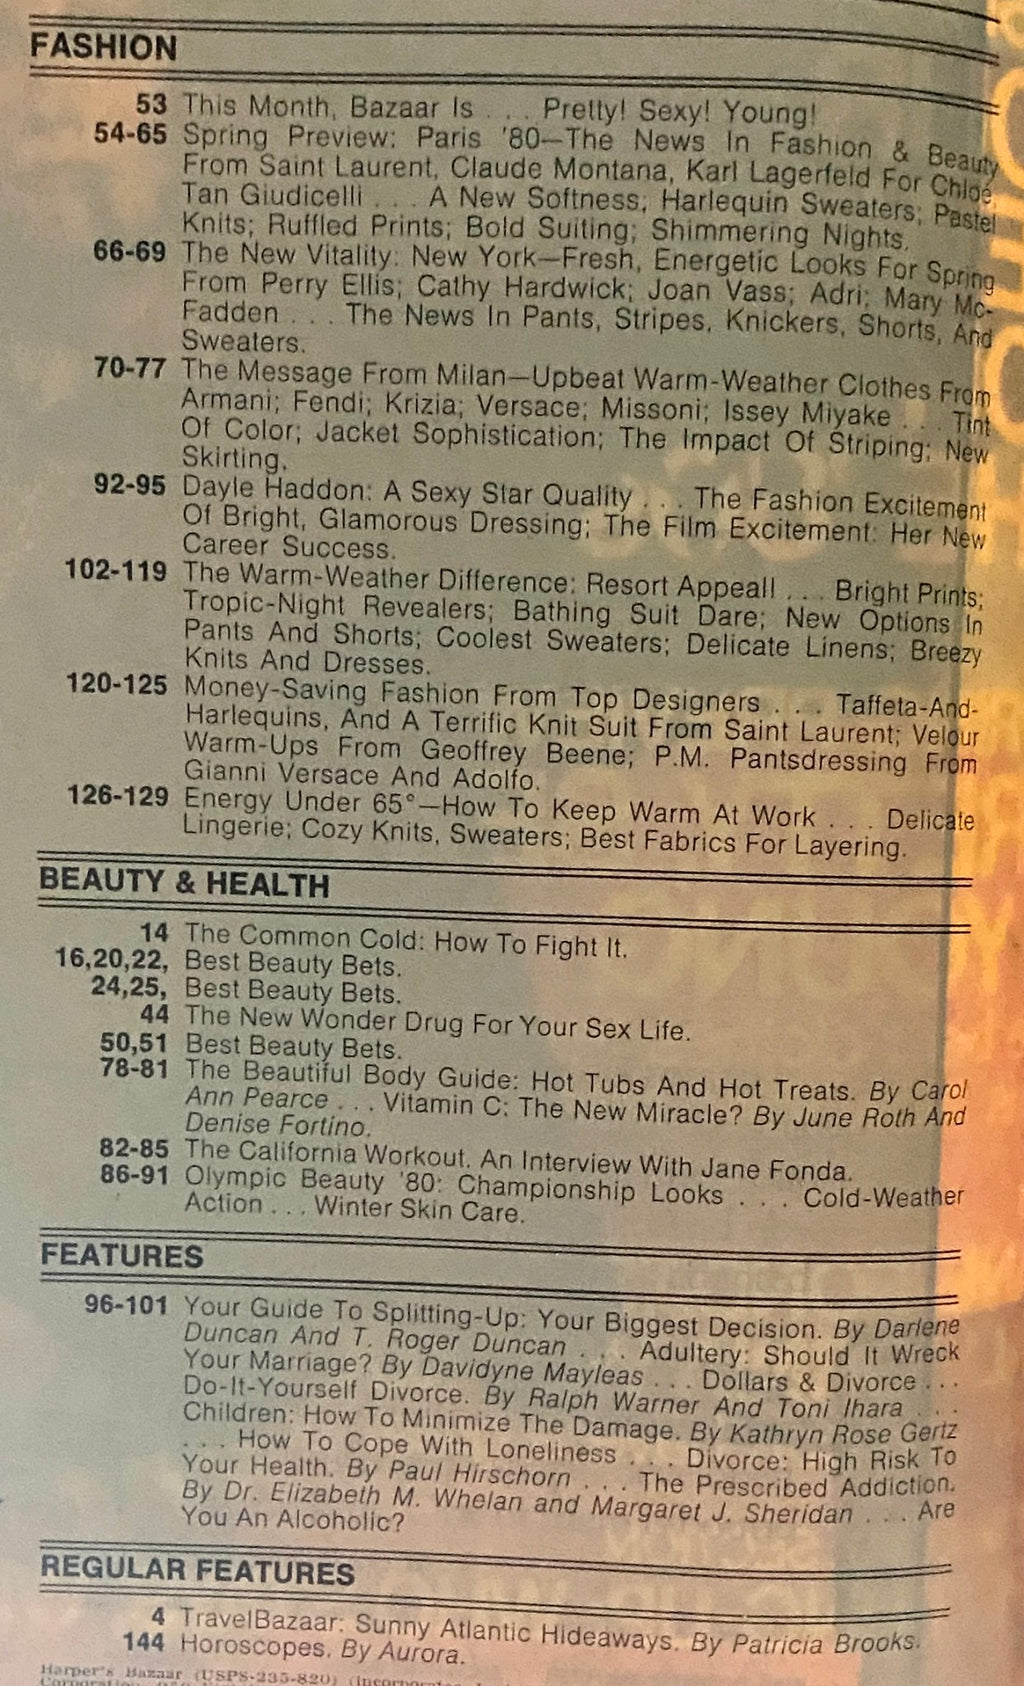 FASHION
53 This Month, Bazaar Is . . . Pretty! Sexy! Young!
54-65 Spring Preview: Paris '80—The News In Fashion & Beauty
From Saint Laurent, Claude Montana, Karl Lagerfeld For Chloé,
Tan Giudicelli . . . A New Softness; Harlequin Sweaters; Pastel
Knits; Ruffled Prints; Bold Suiting; Shimmering Nights.
66-69 The New Vitality: New York—Fresh, Energetic Looks For Spring
From Perry Ellis; Cathy Hardwick; Joan Vass; Adri; Mary Mc-
Fadden . . . The News In Pants, Stripes, Knickers, Shorts, And
Sweaters.
70-77 The Message From Milan—Upbeat Warm-Weather Clothes From
Armani; Fendi; Krizia; Versace; Missoni; Issey Miyake . . . Tint
Of Color; Jacket Sophistication; The Impact Of Striping; New
Skirting.
92-95 Dayle Haddon: A Sexy Star Quality . . . The Fashion Excitement
Of Bright, Glamorous Dressing; The Film Excitement: Her New
Career Success.
102-119 The Warm-Weather Difference: Resort Appeal! . . . Bright Prints;
Tropic-Night Revealers; Bathing Suit Dare; New Options In
Pants And Shorts; Coolest Sweaters; Delicate Linens; Breezy
Knits And Dresses.
120-125 Money-Saving Fashion From Top Designers . . . Taffeta-And-
Harlequins, And A Terrific Knit Suit From Saint Laurent; Velour
Warm-Ups From Geoffrey Beene; P.M. Pantsdressing From
Gianni Versace And Adolfo.
126-129 Energy Under 65°—How To Keep Warm At Work . . . Delicate
Lingerie; Cozy Knits, Sweaters; Best Fabrics For Layering.
BEAUTY & HEALTH
14 The Common Cold: How To Fight It.
16,20,22, Best Beauty Bets.
24,25, Best Beauty Bets.
44 The New Wonder Drug For Your Sex Life.
50,51 Best Beauty Bets.
78-81 The Beautiful Body Guide: Hot Tubs And Hot Treats. By Carol
Ann Pearce . . . Vitamin C: The New Miracle? By June Roth And
Denise Fortino.
82-85 The California Workout. An Interview With Jane Fonda.
86-91 Olympic Beauty '80: Championship Looks . . . Cold-Weather
Action . . . Winter Skin Care.
FEATURES
96-101 Your Guide To Splitting-Up: Your Biggest Decision. By Darlene
Duncan And T. Roger Duncan . . . Adultery: Should It Wreck
Your Marriage? By Davidyne Mayleas . . . Dollars & Divorce . . .
Do-It-Yourself Divorce. By Ralph Warner And Toni Ihara . . .
Children: How To Minimize The Damage. By Kathryn Rose Gertz
. . . How To Cope With Loneliness . . . Divorce: High Risk To
Your Health. By Paul Hirschorn . . . The Prescribed Addiction.
By Dr. Elizabeth M. Whelan and Margaret J. Sheridan . . . Are
You An Alcoholic?
REGULAR FEATURES
4 TravelBazaar: Sunny Atlantic Hideaways. By Patricia Brooks.
144 Horoscopes. By Aurora.
Harper's Bazaar (USPS-235-820)